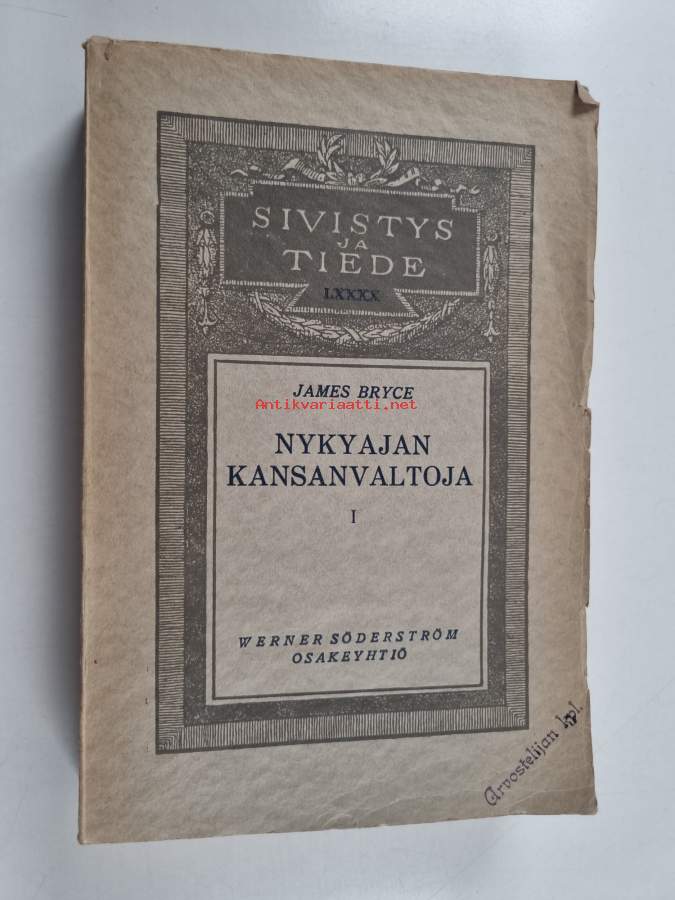 SIVISTYS
JA
TIEDE
LXXXX
JAMES BRYCE
Antikvariaatti.net
NYKYAJAN
KANSANVALTOJA
I
WERNER SÖDERSTRÖM
OSAKEYHTIÖ
Arvostelijan kpl.